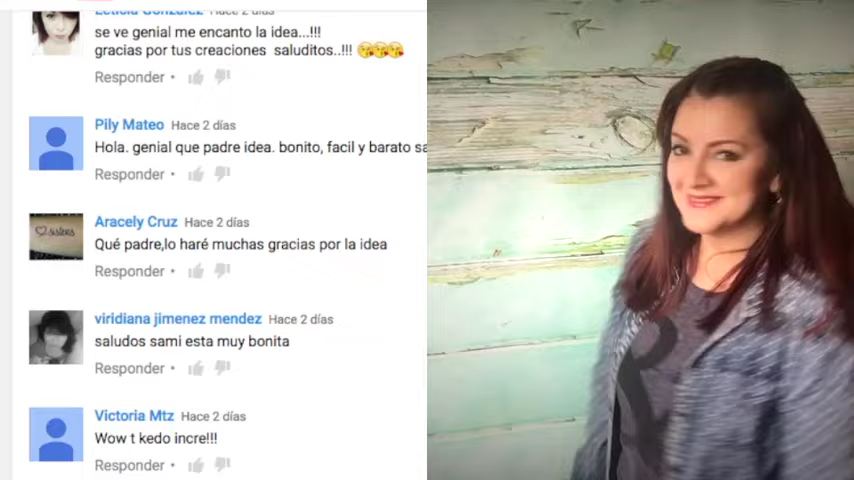 Leticia Gonzalez Hace 2 días
se ve genial me encanto la idea...!!!
gracias por tus creaciones saluditos..!!! 😘😘😘
Responder •
Pily Mateo Hace 2 días
Hola. genial que padre idea. bonito, facil y barato sa
Responder •
Aracely Cruz Hace 2 días
sisters
Qué padre,lo haré muchas gracias por la idea
Responder •
viridiana jimenez mendez Hace 2 días
saludos sami esta muy bonita
Responder •
Victoria Mtz Hace 2 días
Wow t kedo incre!!!
Responder •